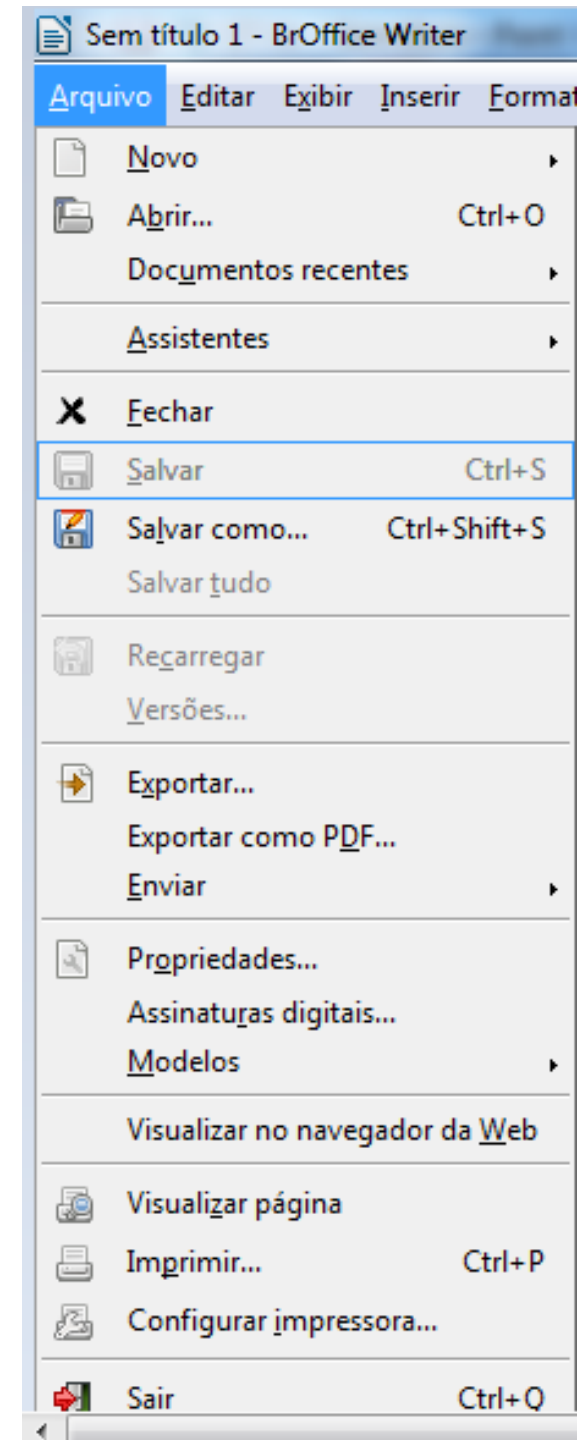 Sem título 1 - BrOffice Writer
Arquivo Editar Exibir Inserir Format
Novo
Abrir... Ctrl+O
Documentos recentes
Assistentes
Fechar
Salvar Ctrl+S
Salvar como... Ctrl+Shift+S
Salvar tudo
Recarregar
Versões...
Exportar...
Exportar como PDF...
Enviar
Propriedades...
Assinaturas digitais...
Modelos
Visualizar no navegador da Web
Visualizar página
Imprimir... Ctrl+P
Configurar impressora...
Sair Ctrl+Q